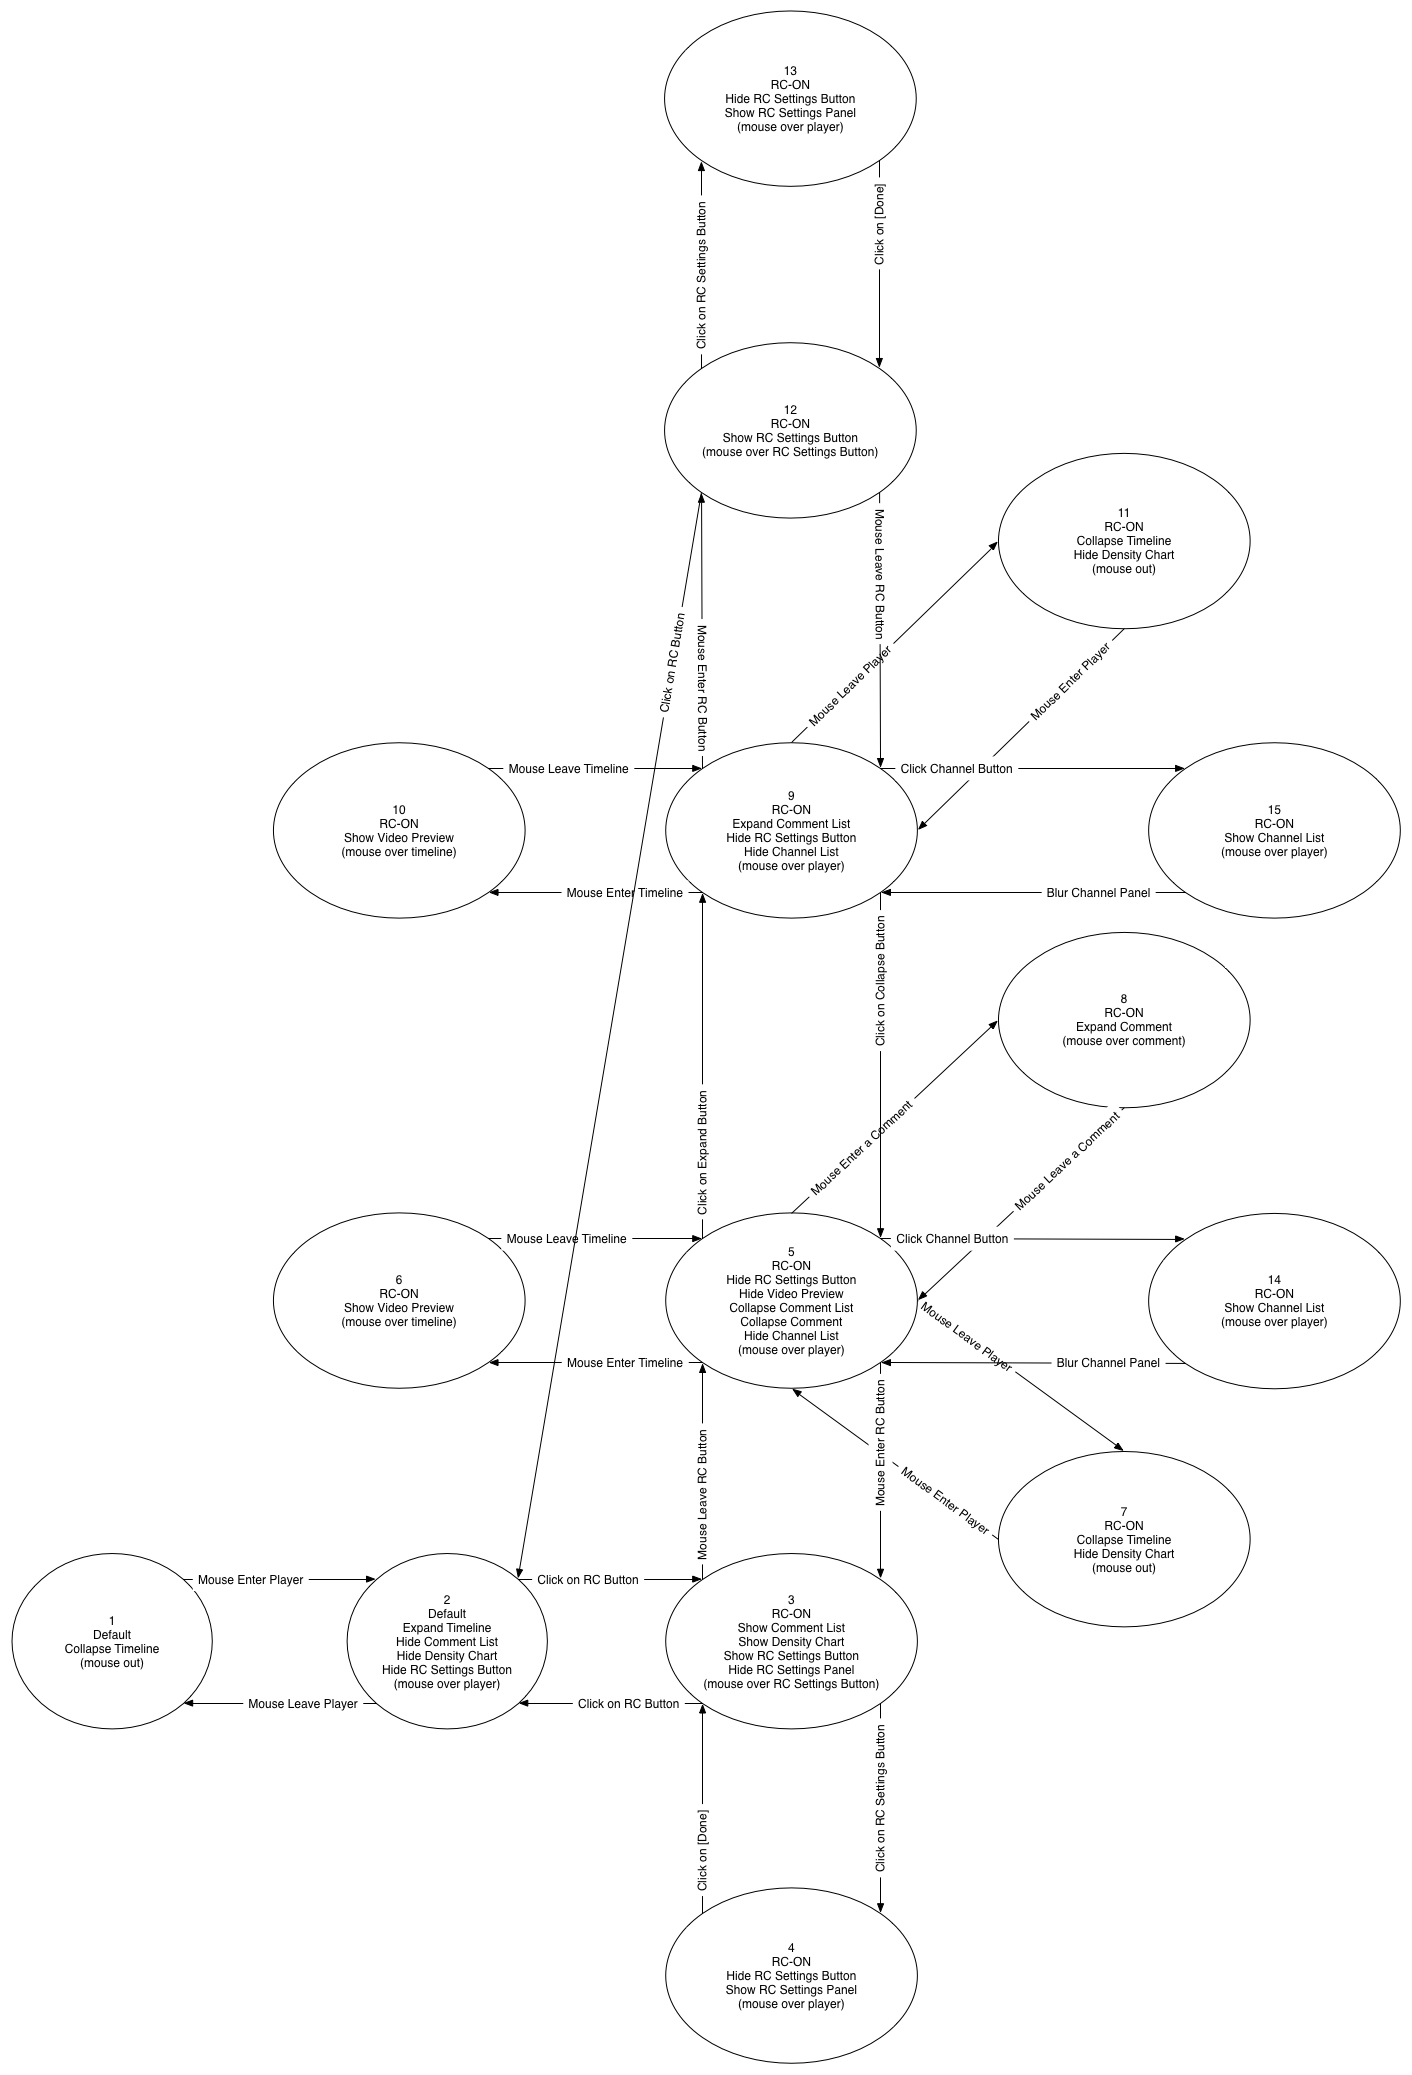 13
RC-ON
Hide RC Settings Button
Show RC Settings Panel
(mouse over player)
Click on RC Settings Button
Click on [Done]
12
RC-ON
Show RC Settings Button
(mouse over RC Settings Button)
11
RC-ON
Collapse Timeline
Hide Density Chart
(mouse out)
Click on RC Button
Mouse Enter RC Button
Mouse Leave RC Button
Mouse Leave Player
Mouse Enter Player
Mouse Leave Timeline
Click Channel Button
10
RC-ON
Show Video Preview
(mouse over timeline)
9
RC-ON
Expand Comment List
Hide RC Settings Button
Hide Channel List
(mouse over player)
15
RC-ON
Show Channel List
(mouse over player)
Mouse Enter Timeline
Blur Channel Panel
Click on Collapse Button
8
RC-ON
Expand Comment
(mouse over comment)
Click on Expand Button
Mouse Enter a Comment
Mouse Leave a Comment
Mouse Leave Timeline
Click Channel Button
6
RC-ON
Show Video Preview
(mouse over timeline)
5
RC-ON
Hide RC Settings Button
Hide Video Preview
Collapse Comment List
Collapse Comment
Hide Channel List
(mouse over player)
14
RC-ON
Show Channel List
(mouse over player)
Mouse Leave Player
Mouse Enter Timeline
Blur Channel Panel
Mouse Leave RC Button
Mouse Enter RC Button
Mouse Enter Player
7
RC-ON
Collapse Timeline
Hide Density Chart
(mouse out)
Mouse Enter Player
Click on RC Button
1
Default
Collapse Timeline
(mouse out)
2
Default
Expand Timeline
Hide Comment List
Hide Density Chart
Hide RC Settings Button
(mouse over player)
3
RC-ON
Show Comment List
Show Density Chart
Show RC Settings Button
Hide RC Settings Panel
(mouse over RC Settings Button)
Mouse Leave Player
Click on RC Button
Click on [Done]
Click on RC Settings Button
4
RC-ON
Hide RC Settings Button
Show RC Settings Panel
(mouse over player)